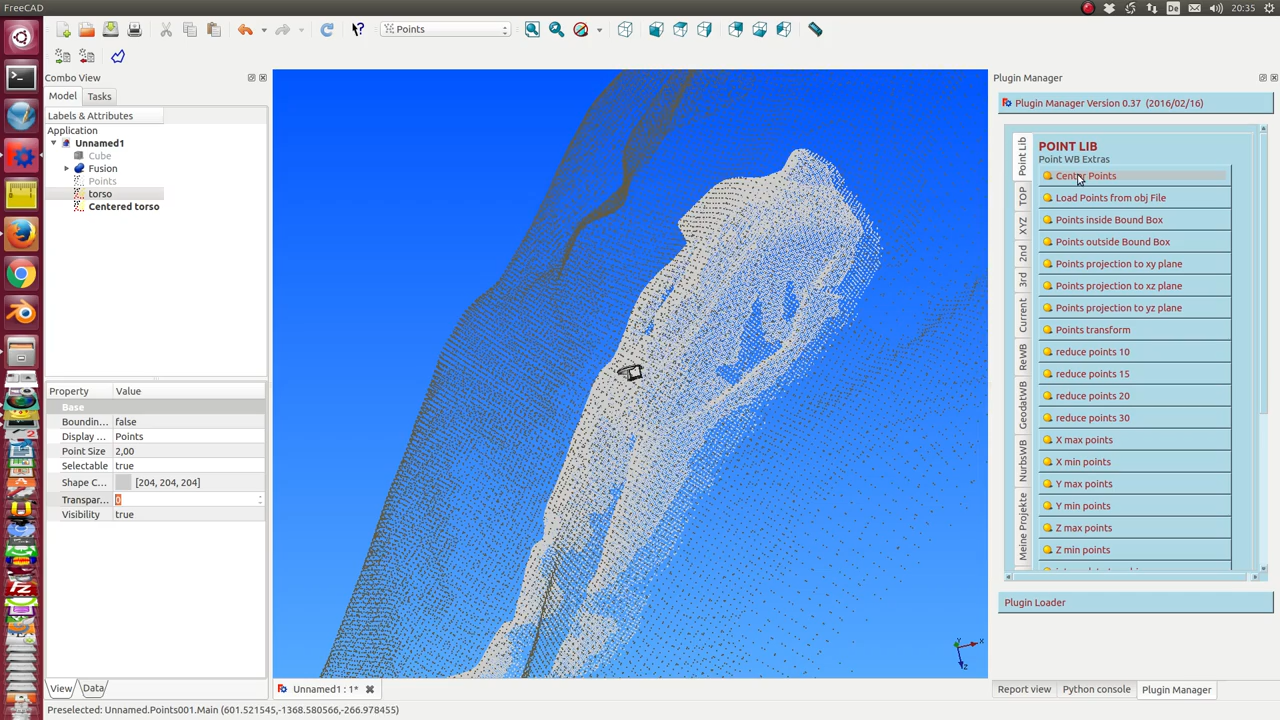 FreeCAD
De
20:35
Points
Combo View
Model
Tasks
Labels & Attributes
Application
Unnamed1
Cube
Fusion
Points
torso
Centered torso
Property
Value
Base
Boundin...
false
Display ...
Points
Point Size
2,00
Selectable
true
Shape C...
[204, 204, 204]
Transpar...
0
Visibility
true
View
Data
Unnamed1 : 1*
Plugin Manager
Plugin Manager Version 0.37 (2016/02/16)
Point Lib
TOP
XYZ
2nd
3rd
Current
ReWB
GeodatWB
NurbsWB
Meine Projekte
POINT LIB
Point WB Extras
Center Points
Load Points from obj File
Points inside Bound Box
Points outside Bound Box
Points projection to xy plane
Points projection to xz plane
Points projection to yz plane
Points transform
reduce points 10
reduce points 15
reduce points 20
reduce points 30
X max points
X min points
Y max points
Y min points
Z max points
Z min points
Plugin Loader
Report view
Python console
Plugin Manager
Y
X
Z
Preselected: Unnamed.Points001.Main (601.521545,-1368.580566,-266.978455)